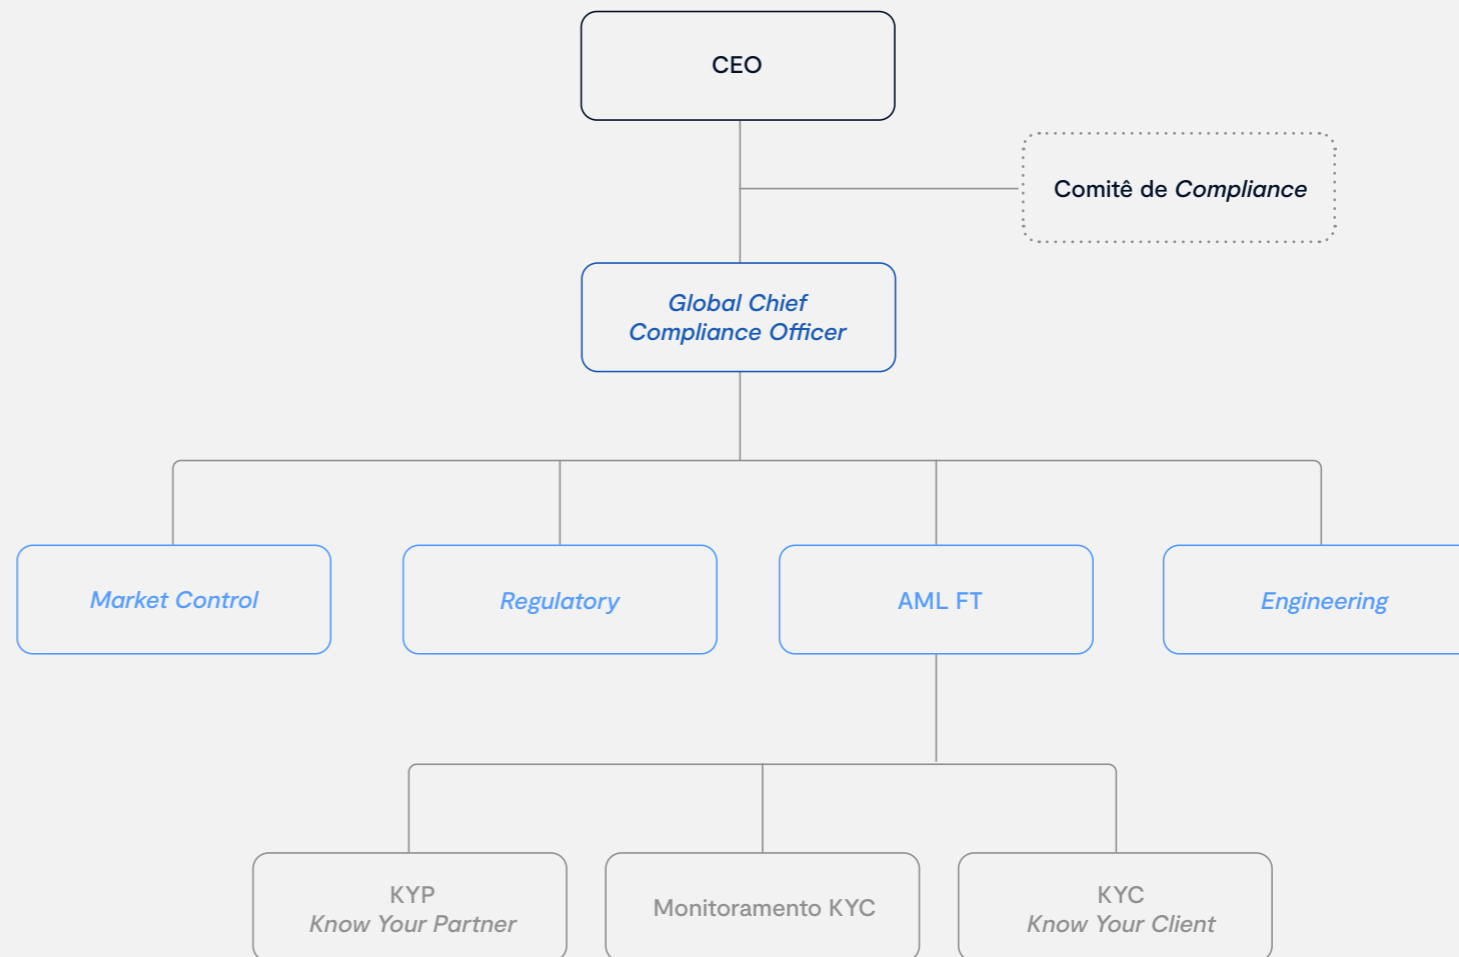 CEO
Comitê de Compliance
Global Chief
Compliance Officer
Market Control
Regulatory
AML FT
Engineering
KYP
Know Your Partner
Monitoramento KYC
KYC
Know Your Client